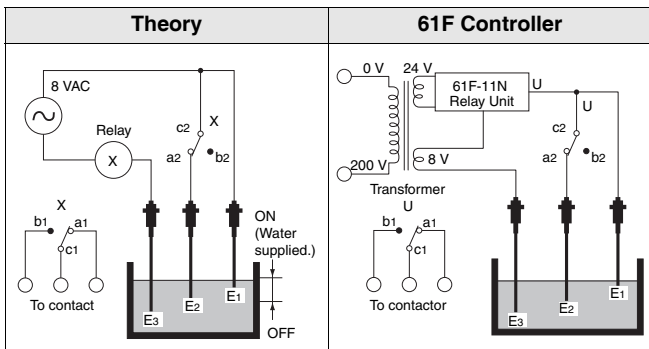 Theory
61F Controller
8 VAC
Relay
X
c2
X
a2
b2
X
b1
a1
c1
To contact
ON
(Water
supplied.)
OFF
E3
E2
E1
0 V
24 V
61F-11N
Relay Unit
U
U
c2
a2
b2
200 V
8 V
Transformer
U
b1
a1
c1
To contactor
E3
E2
E1